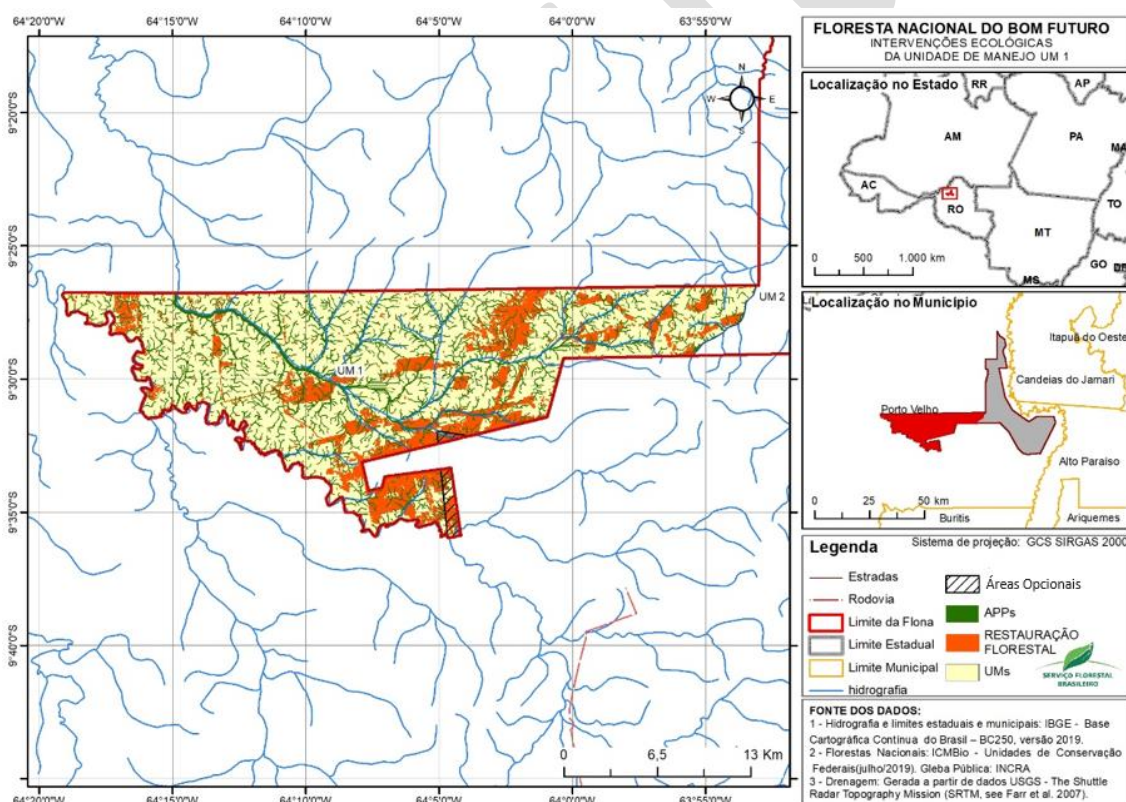 64°20'0"W 64°15'0"W 64°10'0"W 64°5'0"W 64°0'0"W 63°55'0"W
9°20'0"S
9°25'0"S
9°30'0"S
9°35'0"S
9°40'0"S
N
W E
S
UM 2
UM 1
0 6,5 13 Km
64°20'0"W 64°15'0"W 64°10'0"W 64°5'0"W 64°0'0"W 63°55'0"W
FLORESTA NACIONAL DO BOM FUTURO
INTERVENÇÕES ECOLÓGICAS
DA UNIDADE DE MANEJO UM 1
Localização no Estado
RR AP
AM PA
MA
AC
TO
RO
MT
GO DF
MS
0 500 1.000 km
Localização no Município
Itapuã do Oeste
Candeias do Jamari
Porto Velho
Alto Paraíso
0 25 50 km
Buritis Ariquemes
Legenda
Sistema de projeção: GCS SIRGAS 2000
Estradas
Rodovia
Limite da Flona
Limite Estadual
Limite Municipal
hidrografia
Áreas Opcionais
APPs
RESTAURAÇÃO
FLORESTAL
UMs
SERVIÇO FLORESTAL
BRASILEIRO
FONTE DOS DADOS:
1 - Hidrografia e limites estaduais e municipais: IBGE - Base
Cartográfica Contínua do Brasil – BC250, versão 2019.
2 - Florestas Nacionais: ICMBio - Unidades de Conservação
Federais(julho/2019). Gleba Pública: INCRA
3 - Drenagem: Gerada a partir de dados USGS - The Shuttle
Radar Topography Mission (SRTM, see Farr et al. 2007).